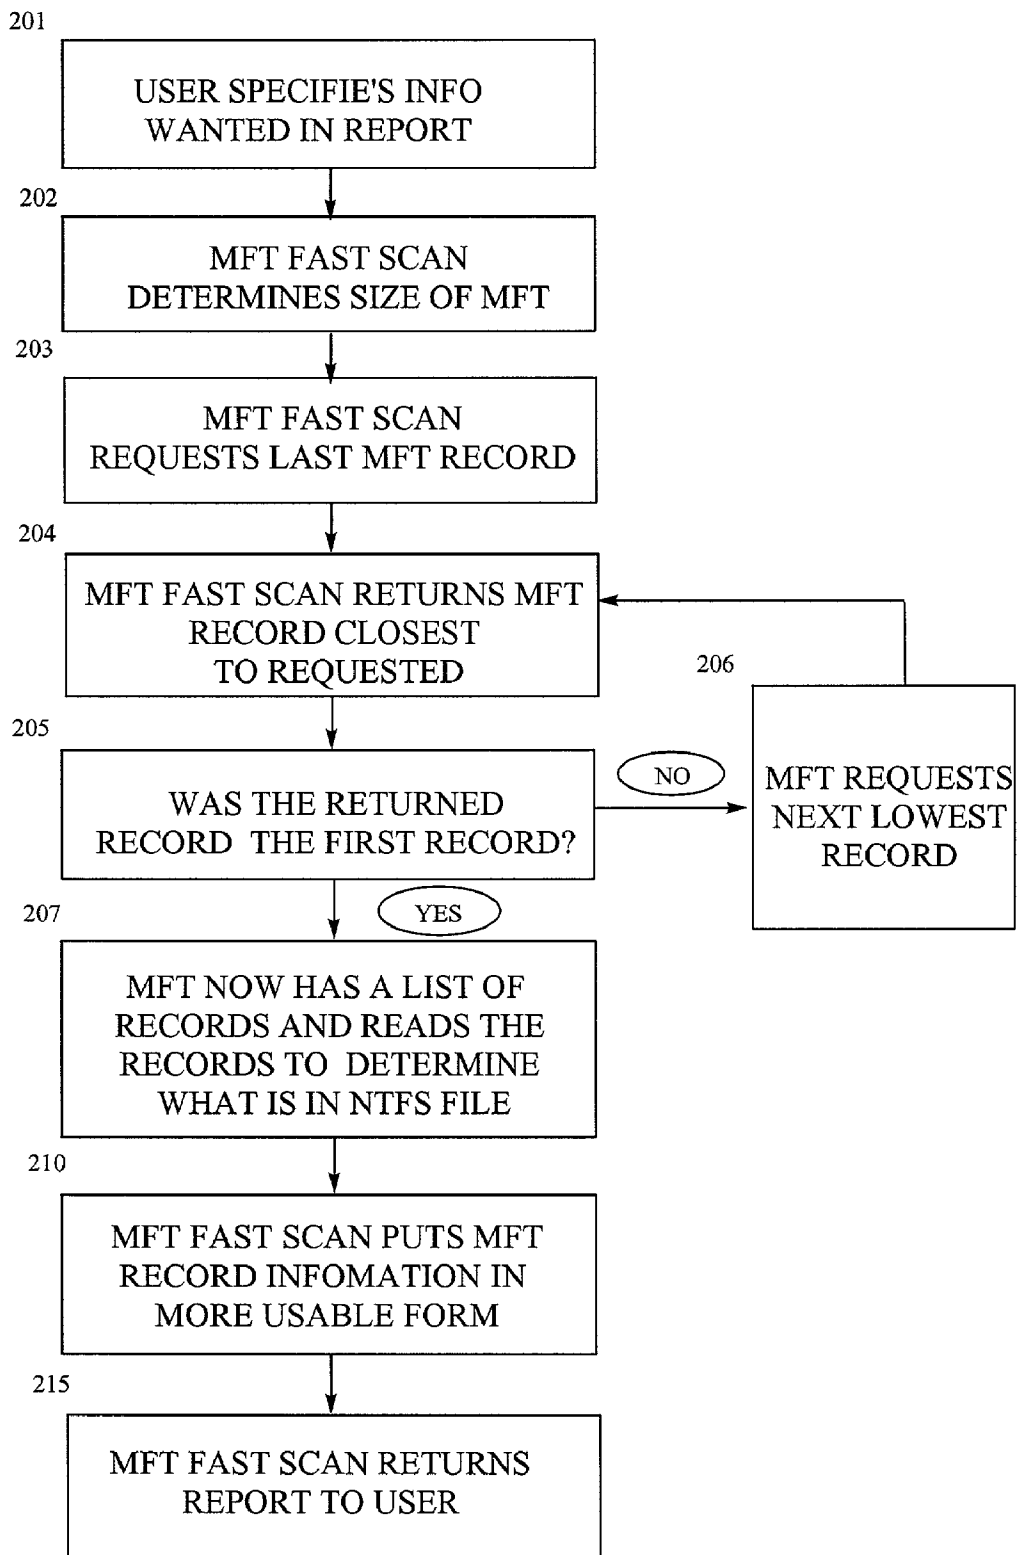 201
USER SPECIFIE'S INFO
WANTED IN REPORT
202
MFT FAST SCAN
DETERMINES SIZE OF MFT
203
MFT FAST SCAN
REQUESTS LAST MFT RECORD
204
MFT FAST SCAN RETURNS MFT
RECORD CLOSEST
TO REQUESTED
205
WAS THE RETURNED
RECORD THE FIRST RECORD?
NO
206
MFT REQUESTS
NEXT LOWEST
RECORD
YES
207
MFT NOW HAS A LIST OF
RECORDS AND READS THE
RECORDS TO DETERMINE
WHAT IS IN NTFS FILE
210
MFT FAST SCAN PUTS MFT
RECORD INFOMATION IN
MORE USABLE FORM
215
MFT FAST SCAN RETURNS
REPORT TO USER